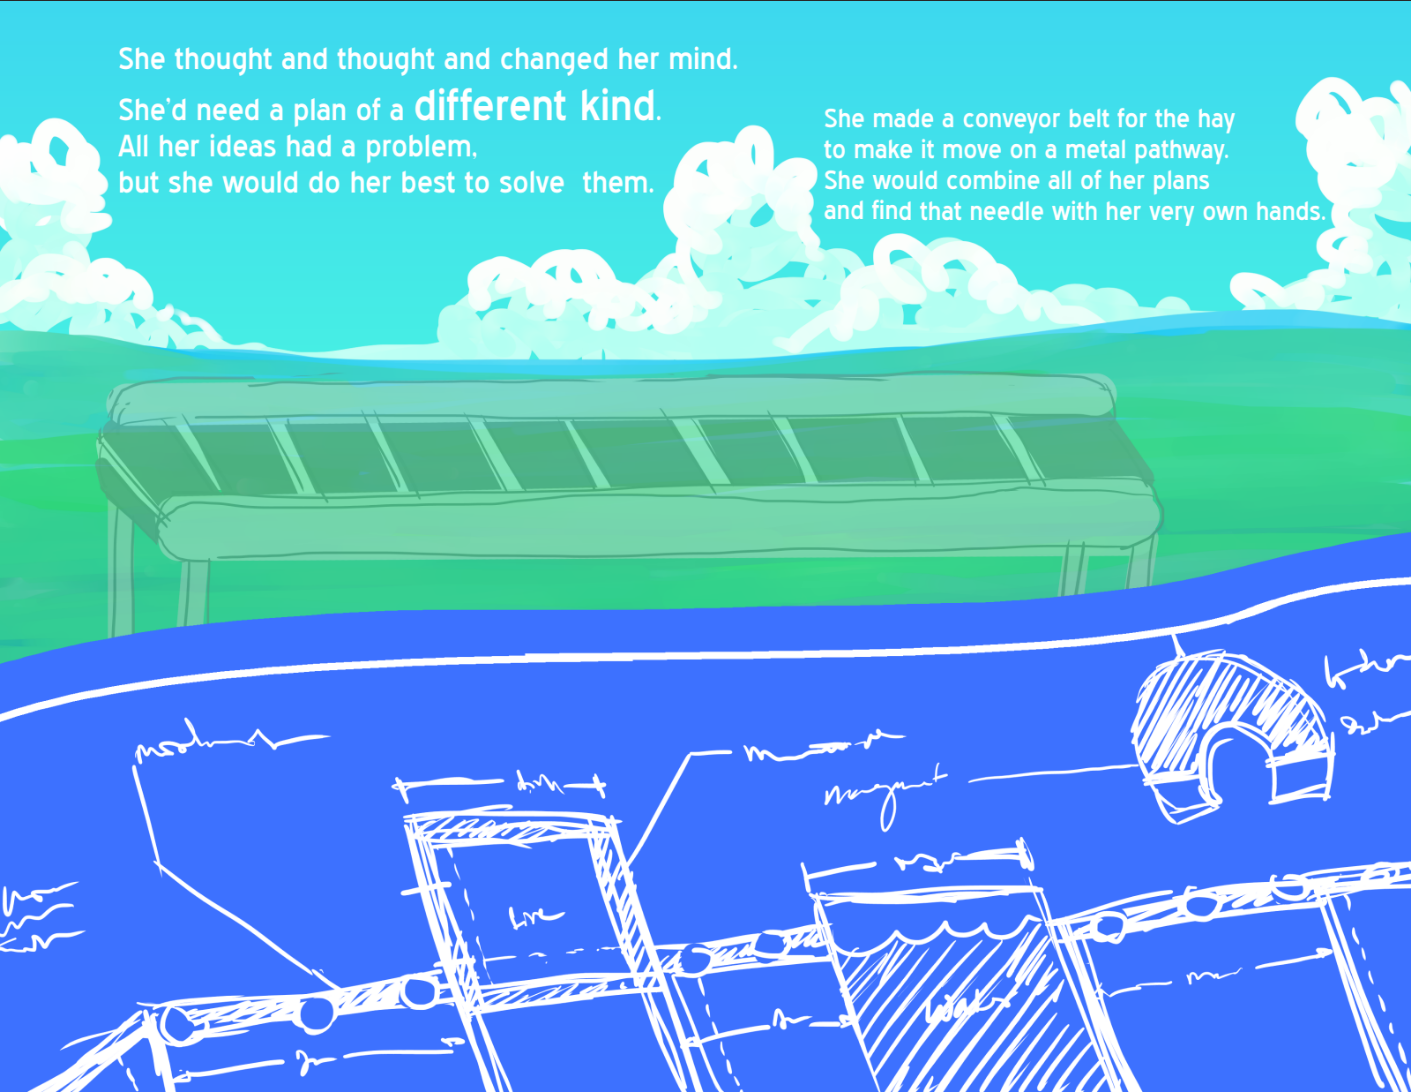 She thought and thought and changed her mind.
She'd need a plan of a different kind.
All her ideas had a problem,
but she would do her best to solve them.
She made a conveyor belt for the hay
to make it move on a metal pathway.
She would combine all of her plans
and find that needle with her very own hands.
magnet
fire
water